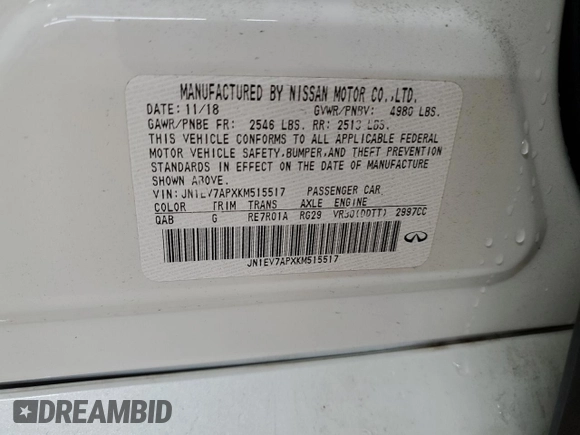 MANUFACTURED BY NISSAN MOTOR CO.,LTD.
DATE: 11/18 GVWR/PNBV: 4980 LBS.
GAWR/PNBE FR: 2546 LBS. RR: 2513 LBS.
THIS VEHICLE CONFORMS TO ALL APPLICABLE FEDERAL
MOTOR VEHICLE SAFETY,BUMPER,AND THEFT PREVENTION
STANDARDS IN EFFECT ON THE DATE OF MANUFACTURE
SHOWN ABOVE.
VIN: JN1EV7APXKM515517 PASSENGER CAR
COLOR TRIM TRANS AXLE ENGINE
QAB G RE7R01A RG29 VR30(DDTT) 2997CC
JN1EV7APXKM515517
INFINITI
DREAMBID